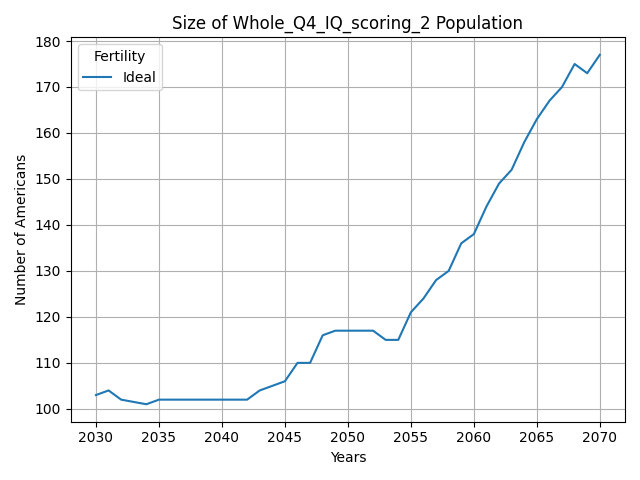 Size of Whole_Q4_IQ_scoring_2 Population
Fertility
Ideal
180
170
160
150
140
130
120
110
100
Number of Americans
2030 2035 2040 2045 2050 2055 2060 2065 2070
Years